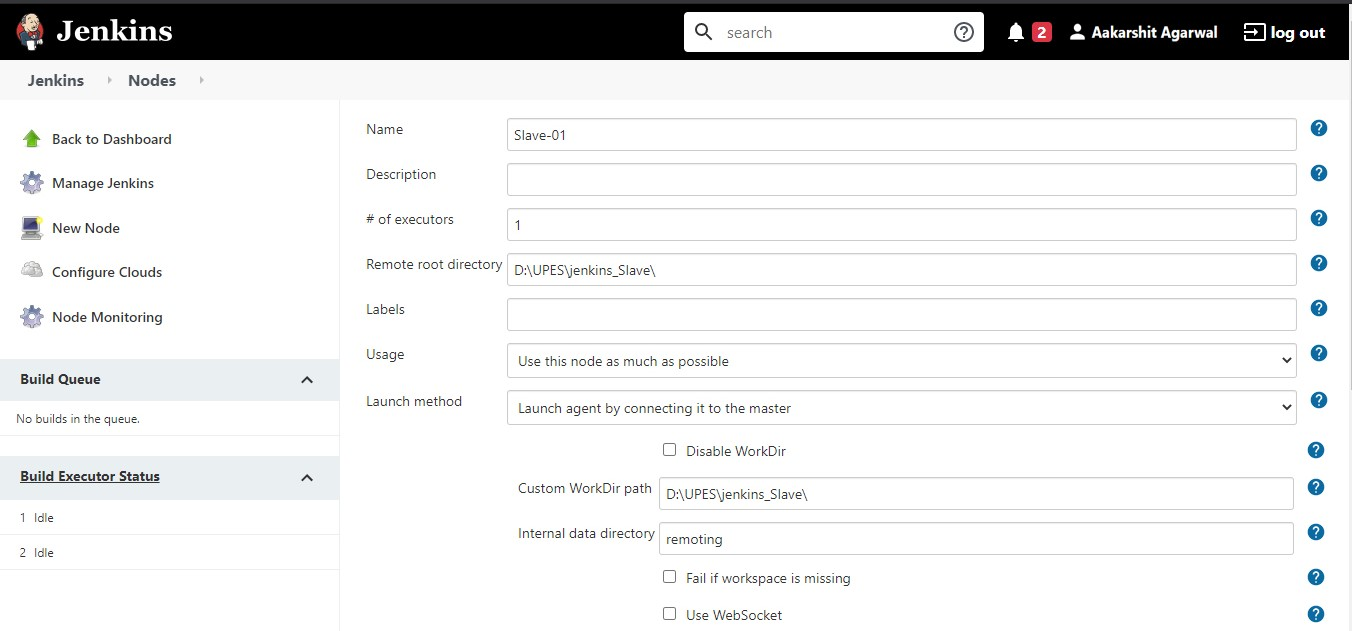 Jenkins
search
2
Aakarshit Agarwal
log out
Jenkins
Nodes
Back to Dashboard
Manage Jenkins
New Node
Configure Clouds
Node Monitoring
Build Queue
No builds in the queue.
Build Executor Status
1 Idle
2 Idle
Name
Slave-01
Description
# of executors
1
Remote root directory
D:\UPES\jenkins_Slave\
Labels
Usage
Use this node as much as possible
Launch method
Launch agent by connecting it to the master
Disable WorkDir
Custom WorkDir path
D:\UPES\jenkins_Slave\
Internal data directory
remoting
Fail if workspace is missing
Use WebSocket